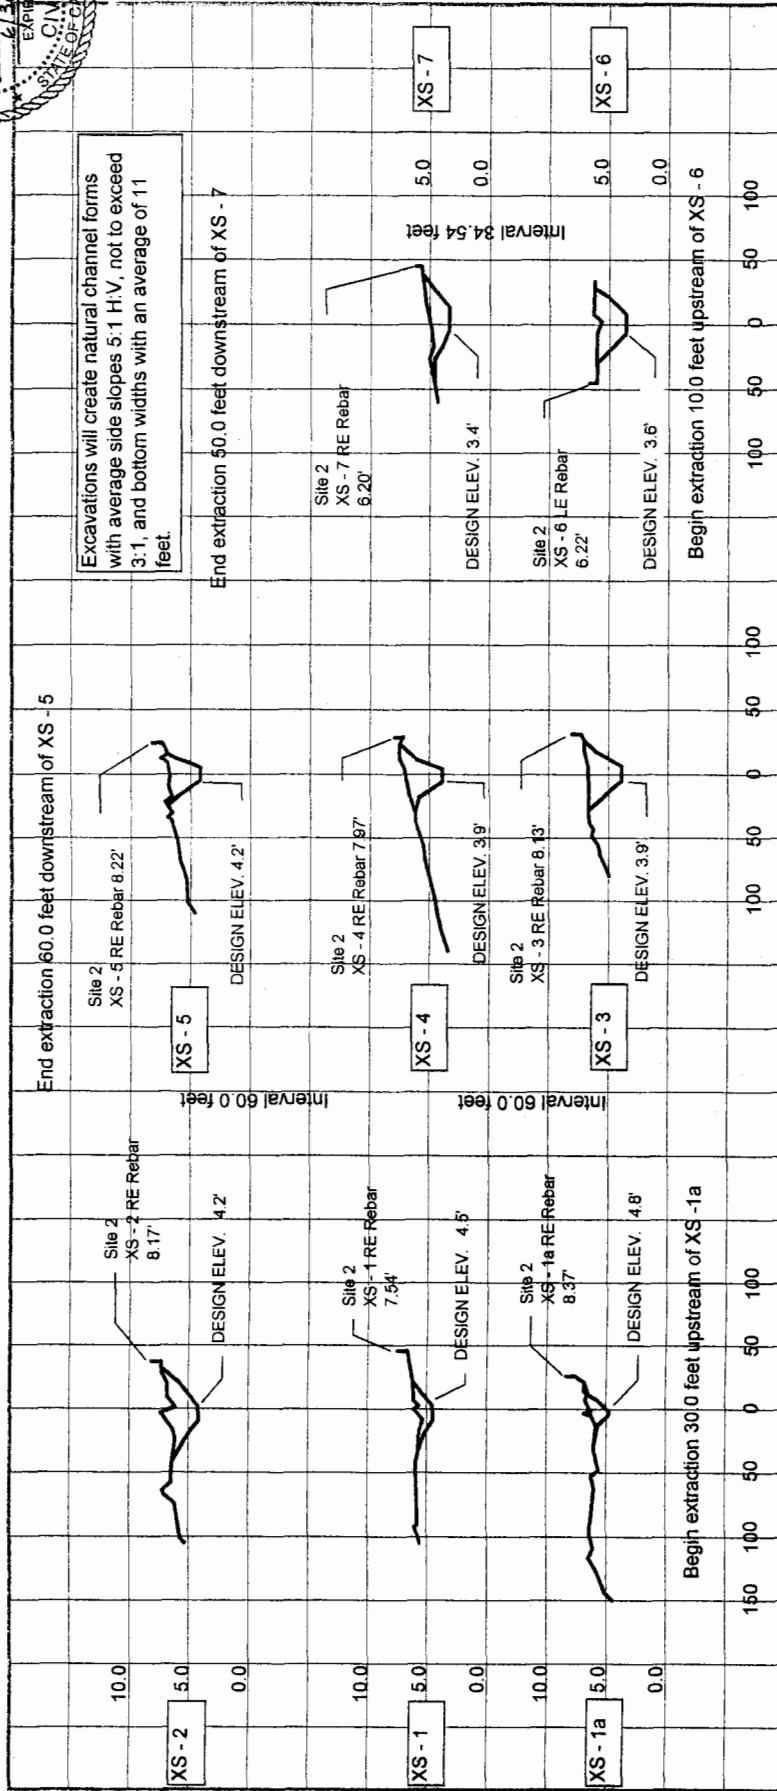 6/3
EXPIR
CIV
STATE OF CA
Excavations will create natural channel forms
with average side slopes 5:1 H:V, not to exceed
3:1, and bottom widths with an average of 11
feet.
End extraction 60.0 feet downstream of XS - 5
End extraction 50.0 feet downstream of XS - 7
10.0
5.0
0.0
XS - 2
Site 2
XS - 2 RE Rebar
8.17'
DESIGN ELEV. 4.2'
Interval 60.0 feet
XS - 5
Site 2
XS - 5 RE Rebar 8.22'
DESIGN ELEV. 4.2'
Site 2
XS - 7 RE Rebar
6.20'
DESIGN ELEV. 3.4'
5.0
0.0
XS - 7
Interval 34.54 feet
10.0
5.0
0.0
XS - 1
Site 2
XS - 1 RE Rebar
7.54'
DESIGN ELEV. 4.5'
Interval 60.0 feet
XS - 4
Site 2
XS - 4 RE Rebar 7.97'
DESIGN ELEV. 3.9'
Site 2
XS - 6 LE Rebar
6.22'
DESIGN ELEV. 3.6'
5.0
0.0
XS - 6
10.0
5.0
0.0
XS - 1a
Site 2
XS - 1a RE Rebar
8.37'
DESIGN ELEV. 4.8'
XS - 3
Site 2
XS - 3 RE Rebar 8.13'
DESIGN ELEV. 3.9'
Begin extraction 30.0 feet upstream of XS -1a
Begin extraction 10.0 feet upstream of XS - 6
150 100 50 0 50 100
100 50 0 50 100
100 50 0 50 100